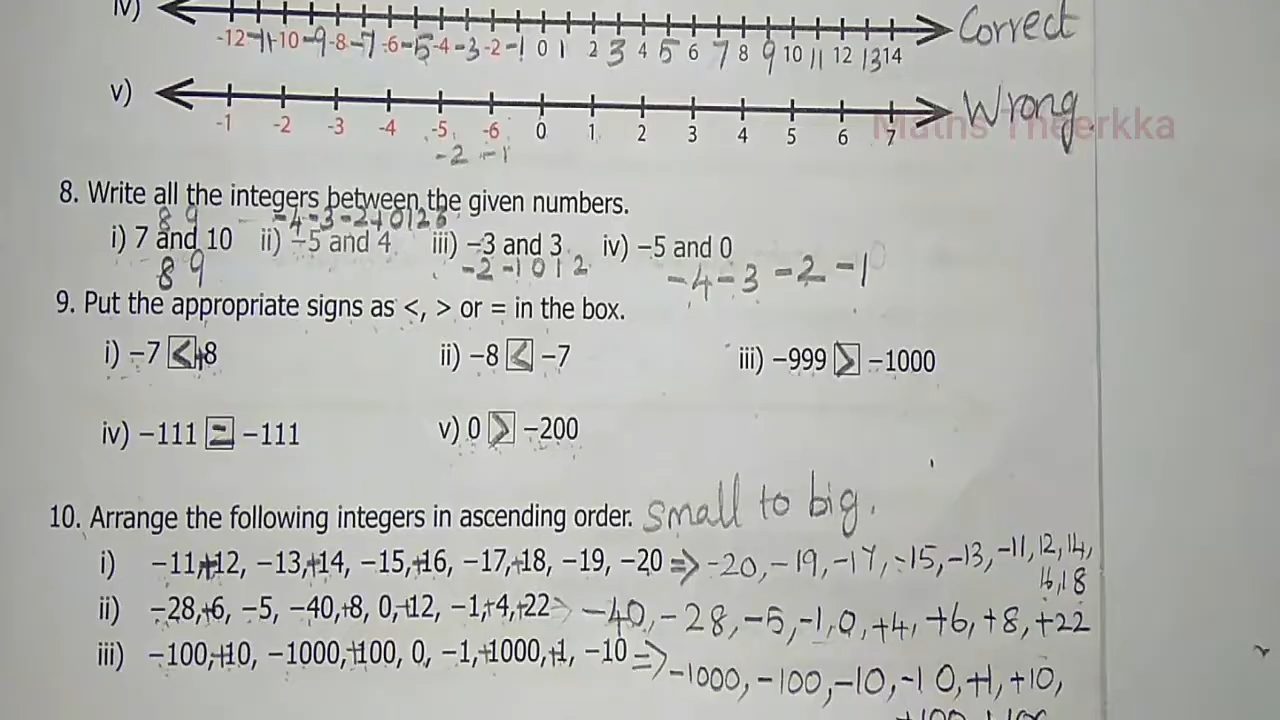 iv) Correct
-12 -11 -10 -9 -8 -7 -6 -5 -4 -3 -2 -1 0 1 2 3 4 5 6 7 8 9 10 11 12 13 14
v) Wrong
-1 -2 -3 -4 -5 -6 0 1 2 3 4 5 6 7
Maths Theerkka
-2 -1
8. Write all the integers between the given numbers.
8 9 -4 -3 -2 -1 0 1 2 3
i) 7 and 10 ii) −5 and 4 iii) −3 and 3 iv) −5 and 0
8 9 -2 -1 0 1 2 -4 -3 -2 -1
9. Put the appropriate signs as <, > or = in the box.
i) −7 < +8 ii) −8 < −7 iii) −999 > −1000
iv) −111 = −111 v) 0 > −200
10. Arrange the following integers in ascending order. Small to big.
i) −11, +12, −13, +14, −15, +16, −17, +18, −19, −20 => -20, -19, -17, -15, -13, -11, 12, 14,
16, 18
ii) −28, +6, −5, −40, +8, 0, +12, −1, +4, +22 > -40, -28, -5, -1, 0, +4, +6, +8, +22
iii) −100, +10, −1000, +100, 0, −1, +1000, +1, −10 =>
-1000, -100, -10, -1 0, +1, +10,